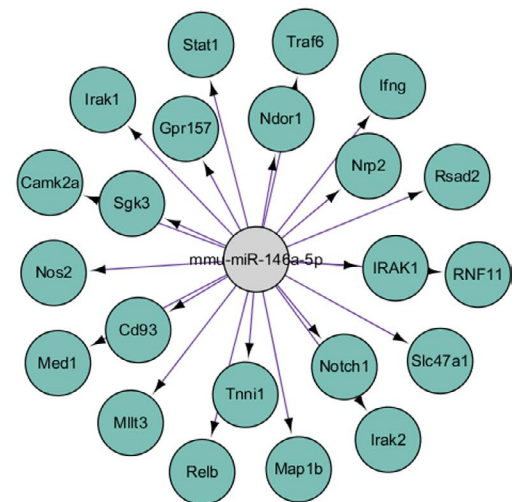 Traf6
Stat1
Ifng
Irak1
Ndor1
Gpr157
Nrp2
Rsad2
Camk2a
Sgk3
mmu-miR-146a-5p
IRAK1
RNF11
Nos2
Cd93
Med1
Notch1
Slc47a1
Tnni1
Mllt3
Irak2
Relb
Map1b